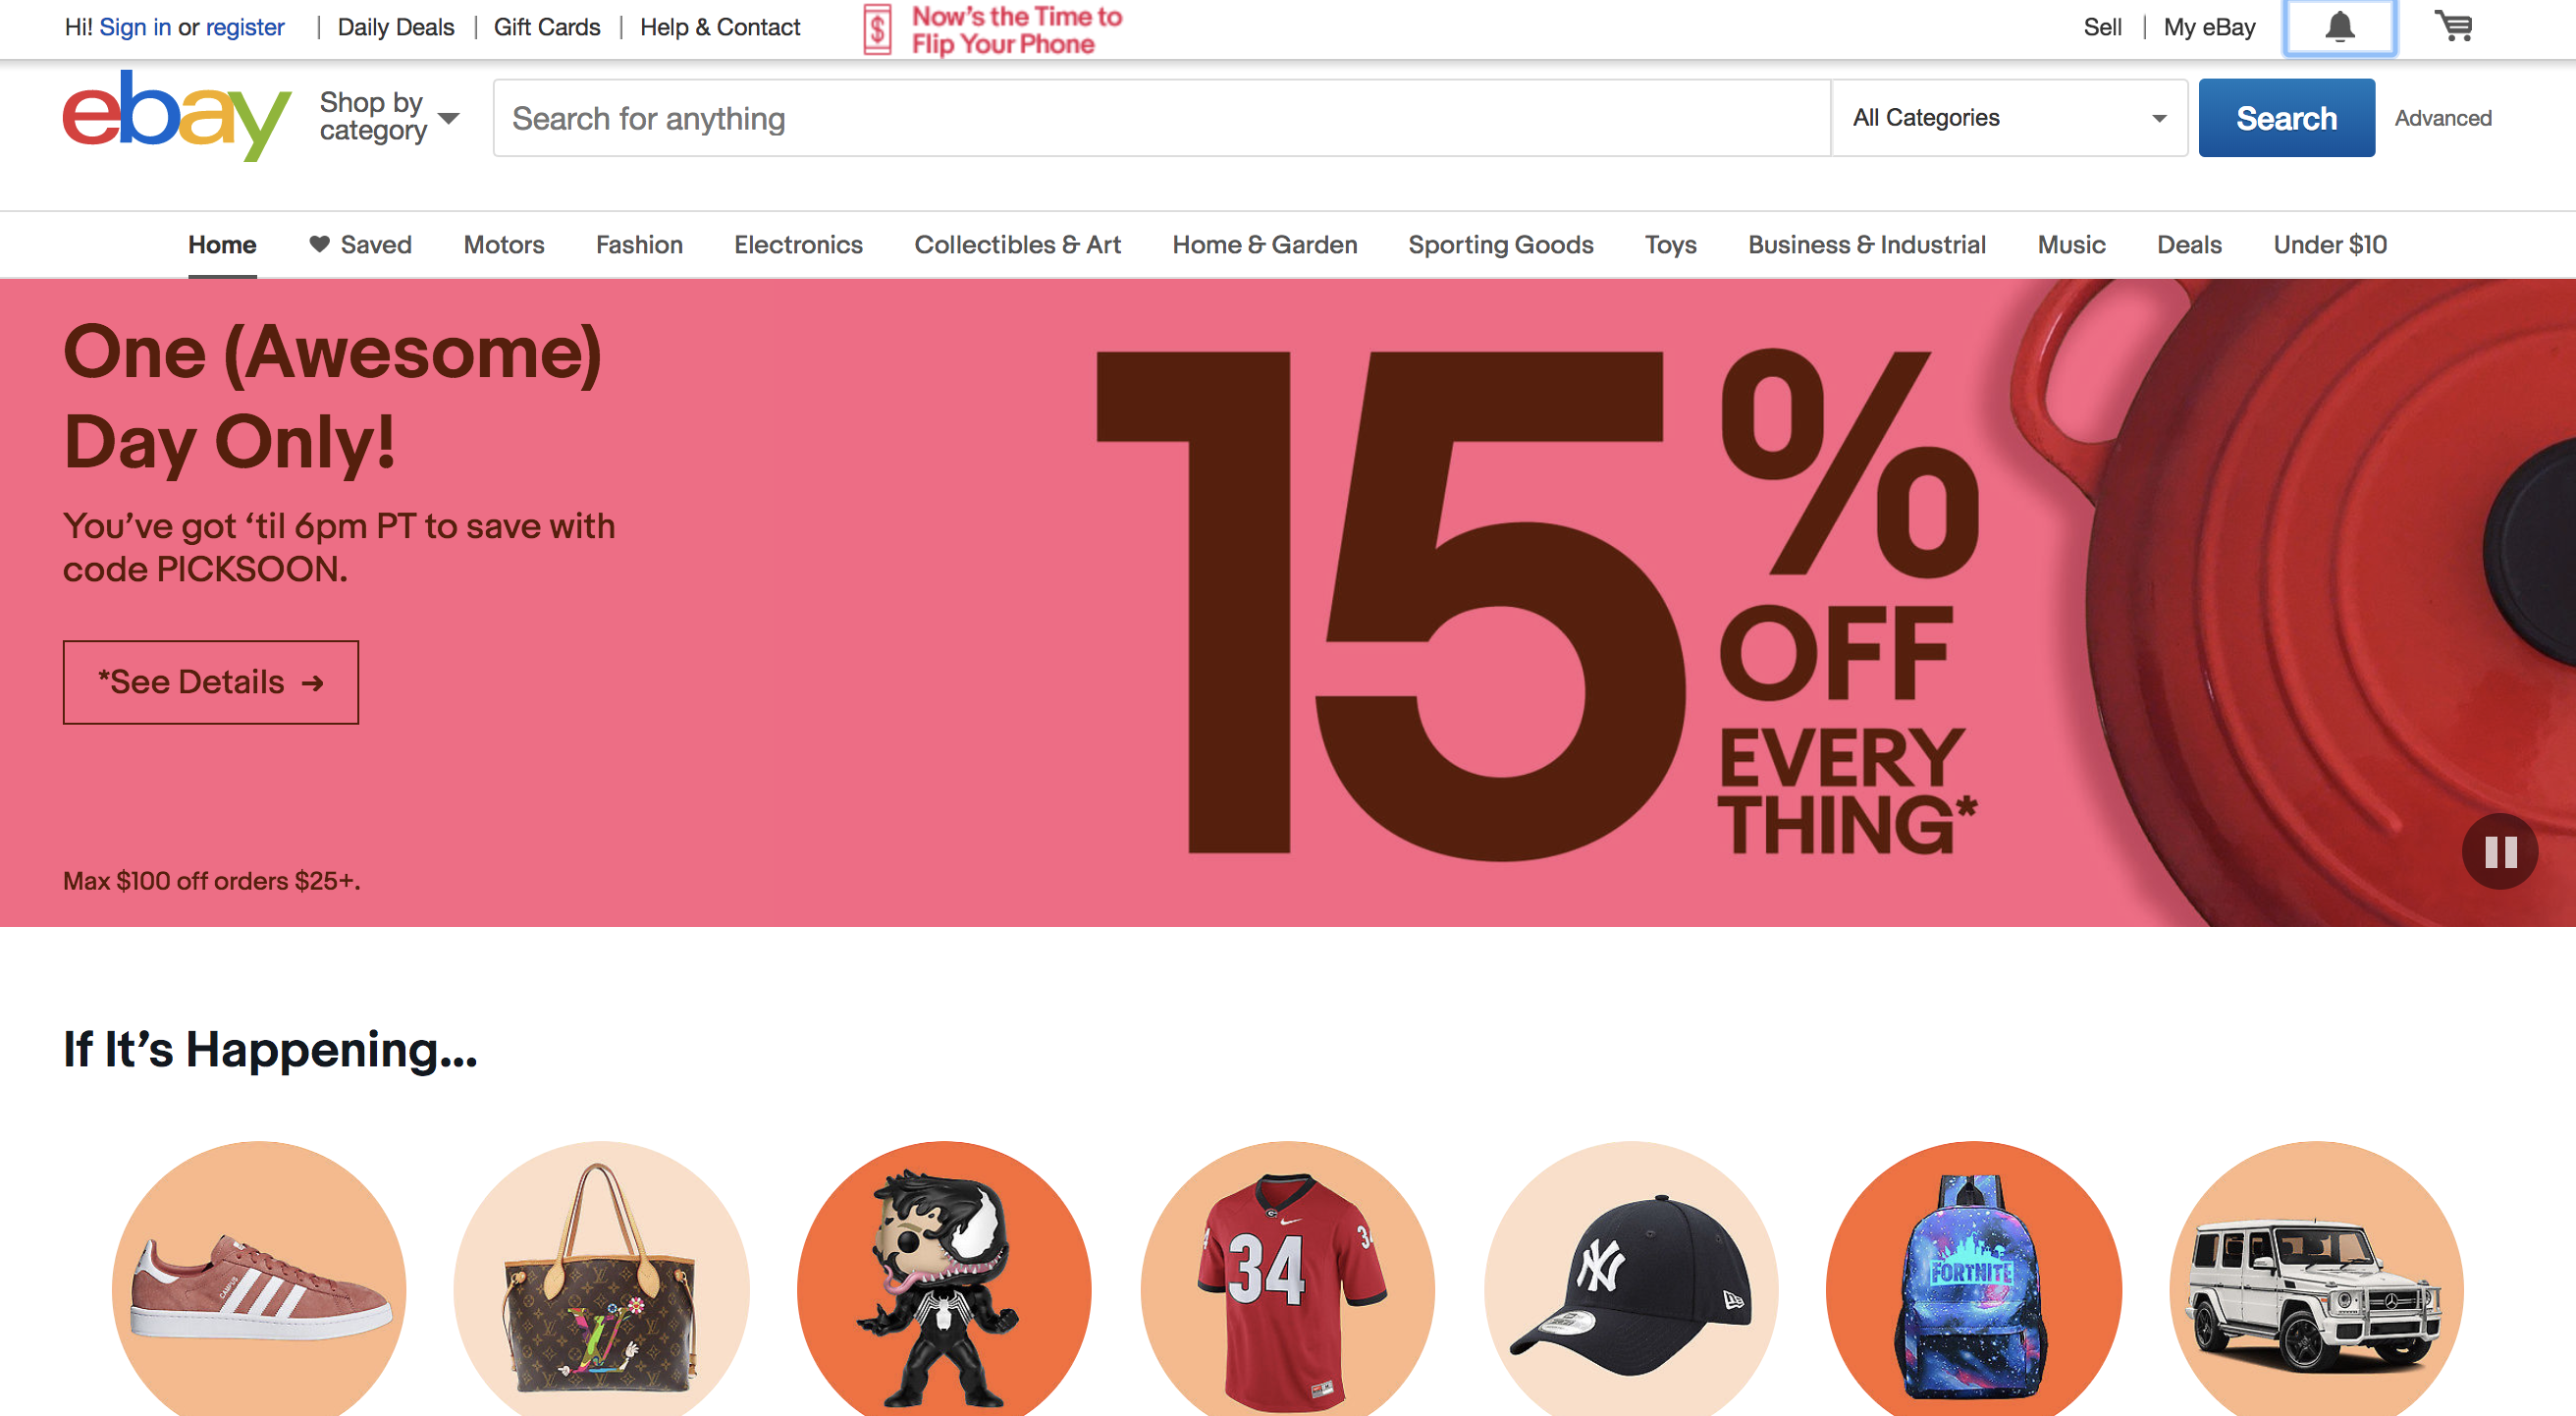 Hi! Sign in or register | Daily Deals | Gift Cards | Help & Contact
Now's the Time to
Flip Your Phone
Sell | My eBay
ebay
Shop by
category
Search for anything
All Categories
Search
Advanced
Home Saved Motors Fashion Electronics Collectibles & Art Home & Garden Sporting Goods Toys Business & Industrial Music Deals Under $10
One (Awesome)
Day Only!
You've got ‘til 6pm PT to save with
code PICKSOON.
*See Details →
Max $100 off orders $25+.
15%
OFF
EVERY
THING*
If It's Happening...
CAMPUS
LV
34
34
NY
FORTNITE